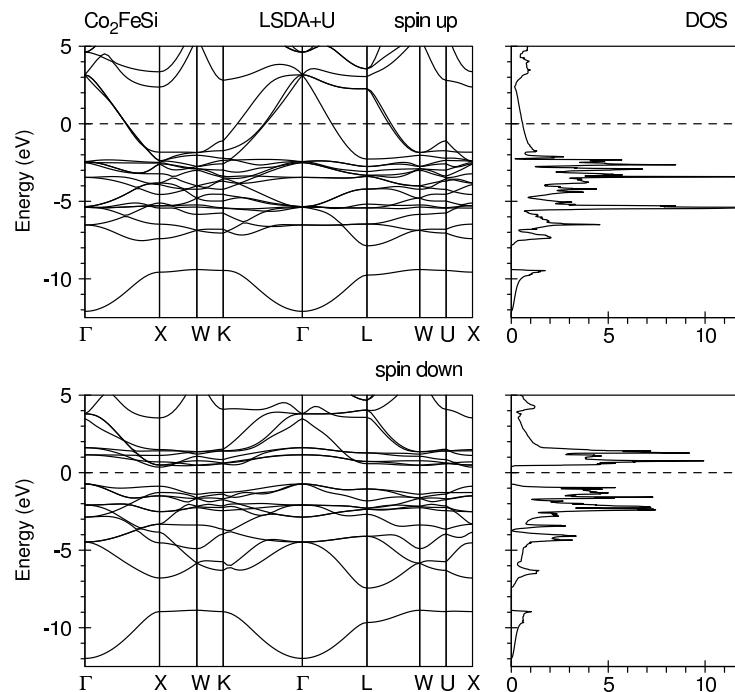 Co₂FeSi LSDA+U spin up DOS
5
0
-5
-10
Energy (eV)
Γ X W K Γ L W U X
0 5 10
spin down
5
0
-5
-10
Energy (eV)
Γ X W K Γ L W U X
0 5 10